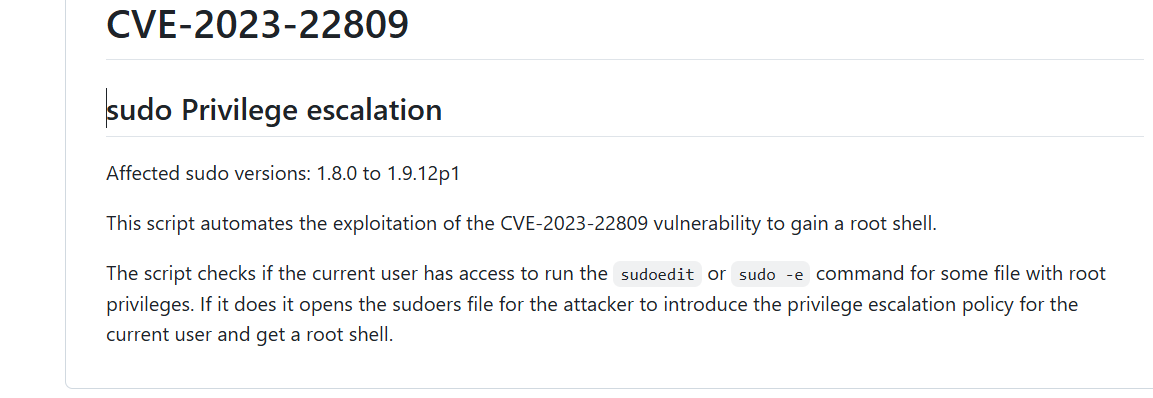 CVE-2023-22809
sudo Privilege escalation
Affected sudo versions: 1.8.0 to 1.9.12p1
This script automates the exploitation of the CVE-2023-22809 vulnerability to gain a root shell.
The script checks if the current user has access to run the sudoedit or sudo -e command for some file with root
privileges. If it does it opens the sudoers file for the attacker to introduce the privilege escalation policy for the
current user and get a root shell.